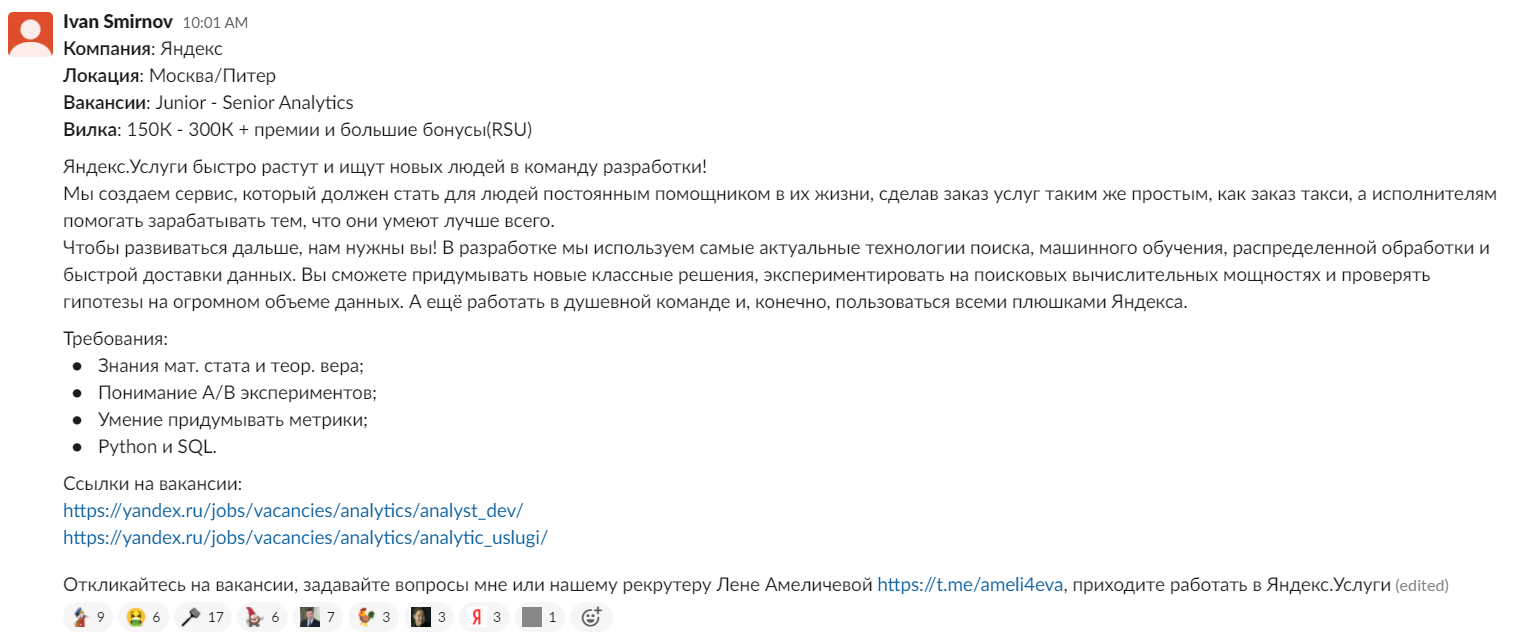 Ivan Smirnov 10:01 AM
Компания: Яндекс
Локация: Москва/Питер
Вакансии: Junior - Senior Analytics
Вилка: 150К - 300К + премии и большие бонусы(RSU)
Яндекс.Услуги быстро растут и ищут новых людей в команду разработки!
Мы создаем сервис, который должен стать для людей постоянным помощником в их жизни, сделав заказ услуг таким же простым, как заказ такси, а исполнителям
помогать зарабатывать тем, что они умеют лучше всего.
Чтобы развиваться дальше, нам нужны вы! В разработке мы используем самые актуальные технологии поиска, машинного обучения, распределенной обработки и
быстрой доставки данных. Вы сможете придумывать новые классные решения, экспериментировать на поисковых вычислительных мощностях и проверять
гипотезы на огромном объеме данных. А ещё работать в душевной команде и, конечно, пользоваться всеми плюшками Яндекса.
Требования:
● Знания мат. стата и теор. вера;
● Понимание A/B экспериментов;
● Умение придумывать метрики;
● Python и SQL.
Ссылки на вакансии:
https://yandex.ru/jobs/vacancies/analytics/analyst_dev/
https://yandex.ru/jobs/vacancies/analytics/analytic_uslugi/
Откликайтесь на вакансии, задавайте вопросы мне или нашему рекрутеру Лене Амеличевой https://t.me/ameli4eva, приходите работать в Яндекс.Услуги (edited)
9 6 17 6 7 3 3 Я 3 1